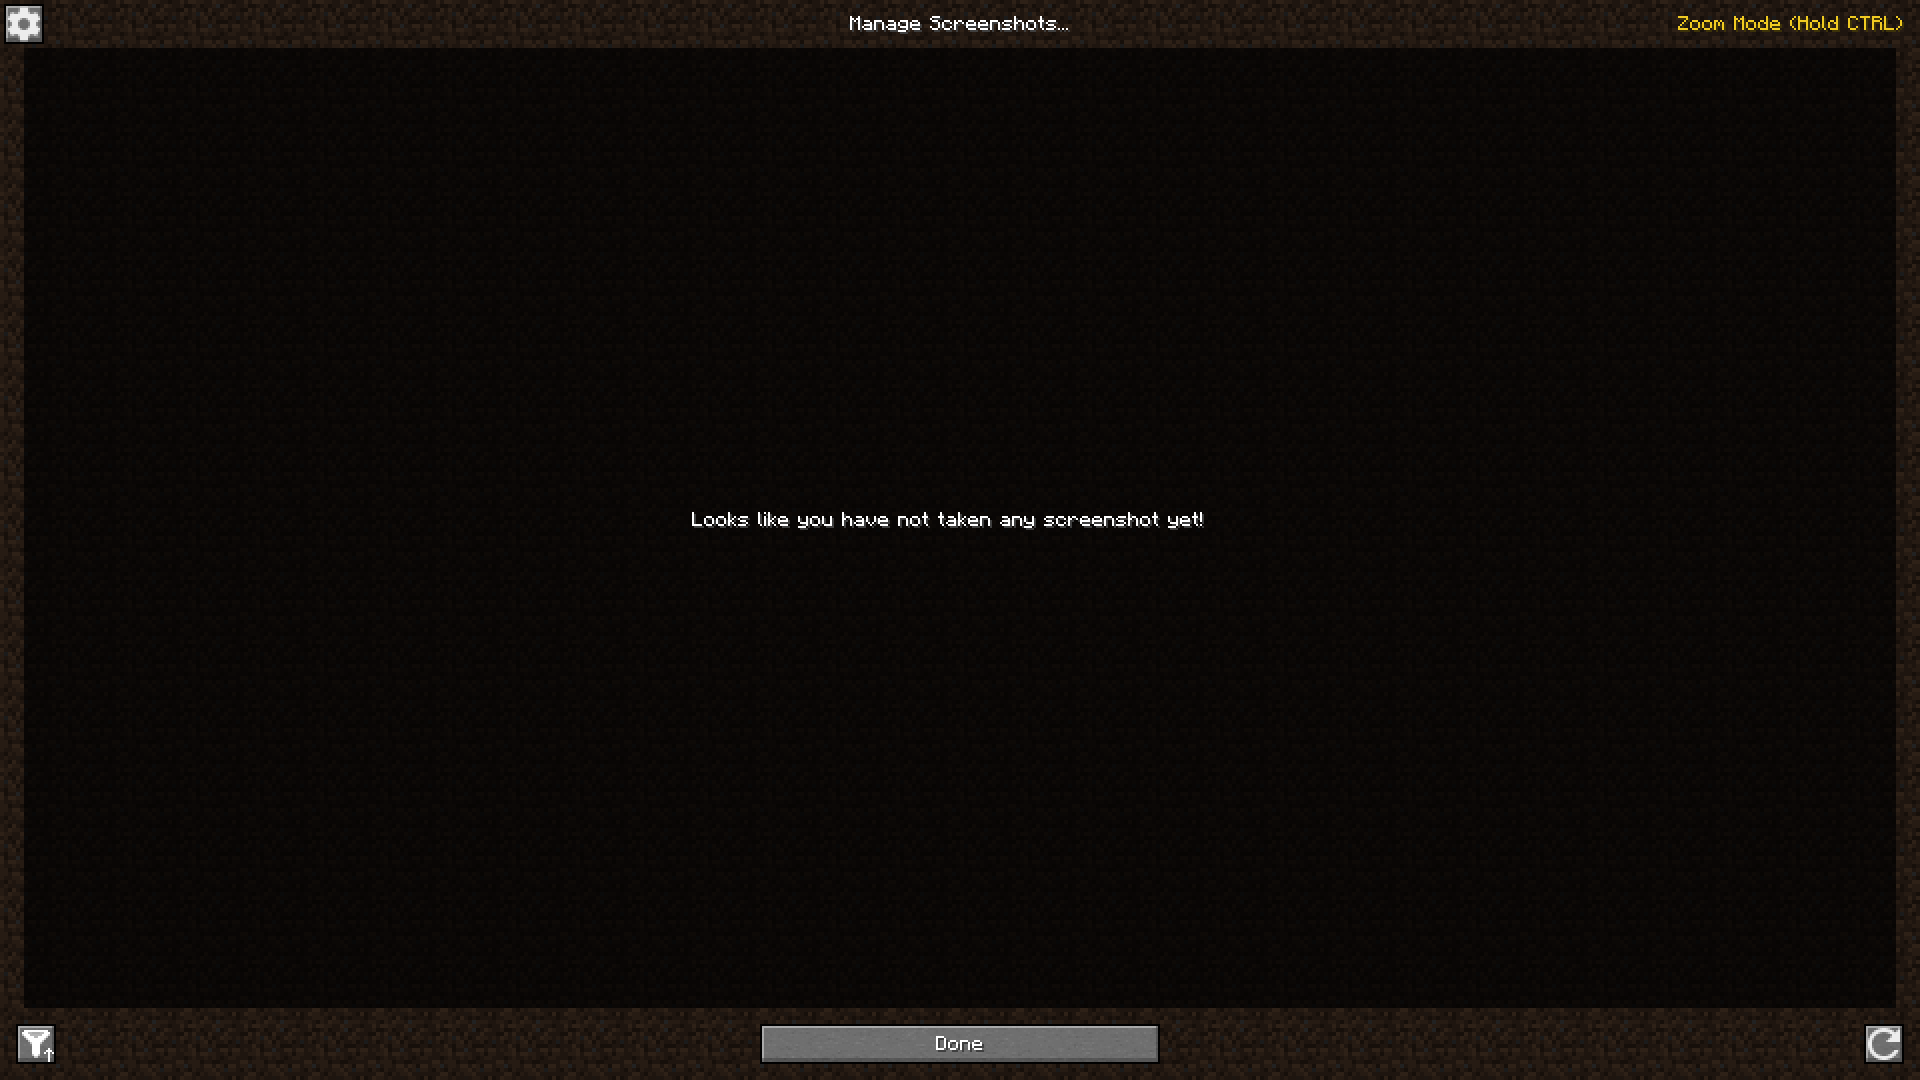 Manage Screenshots...
Zoom Mode (Hold CTRL)
Looks like you have not taken any screenshot yet!
Done